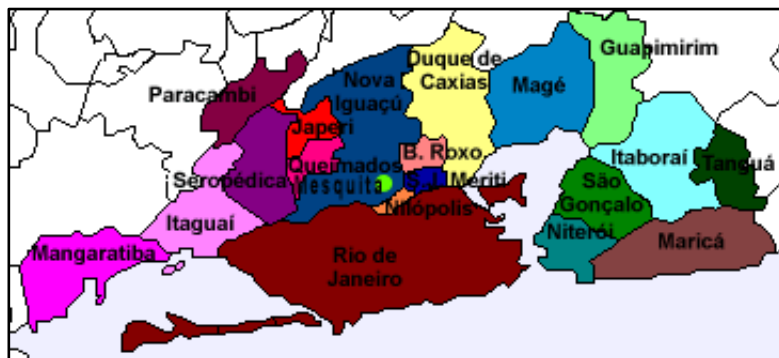 Guapimirim
Duque de
Caxias
Nova
Iguaçú
Magé
Paracambi
Japeri
B. Roxo
Itaboraí
Tanguá
Queimados
Seropédica
Mesquita
S.J. Meriti
São
Gonçalo
Nilópolis
Itaguaí
Niterói
Maricá
Mangaratiba
Rio de
Janeiro